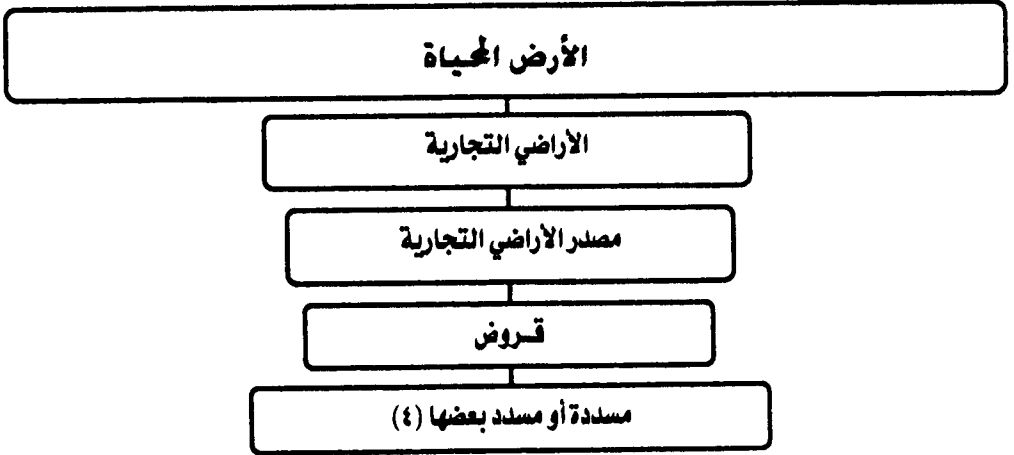 الأرض المحياة
الأراضي التجارية
مصدر الأراضي التجارية
قروض
مسددة أو مسدد بعضها (٤)